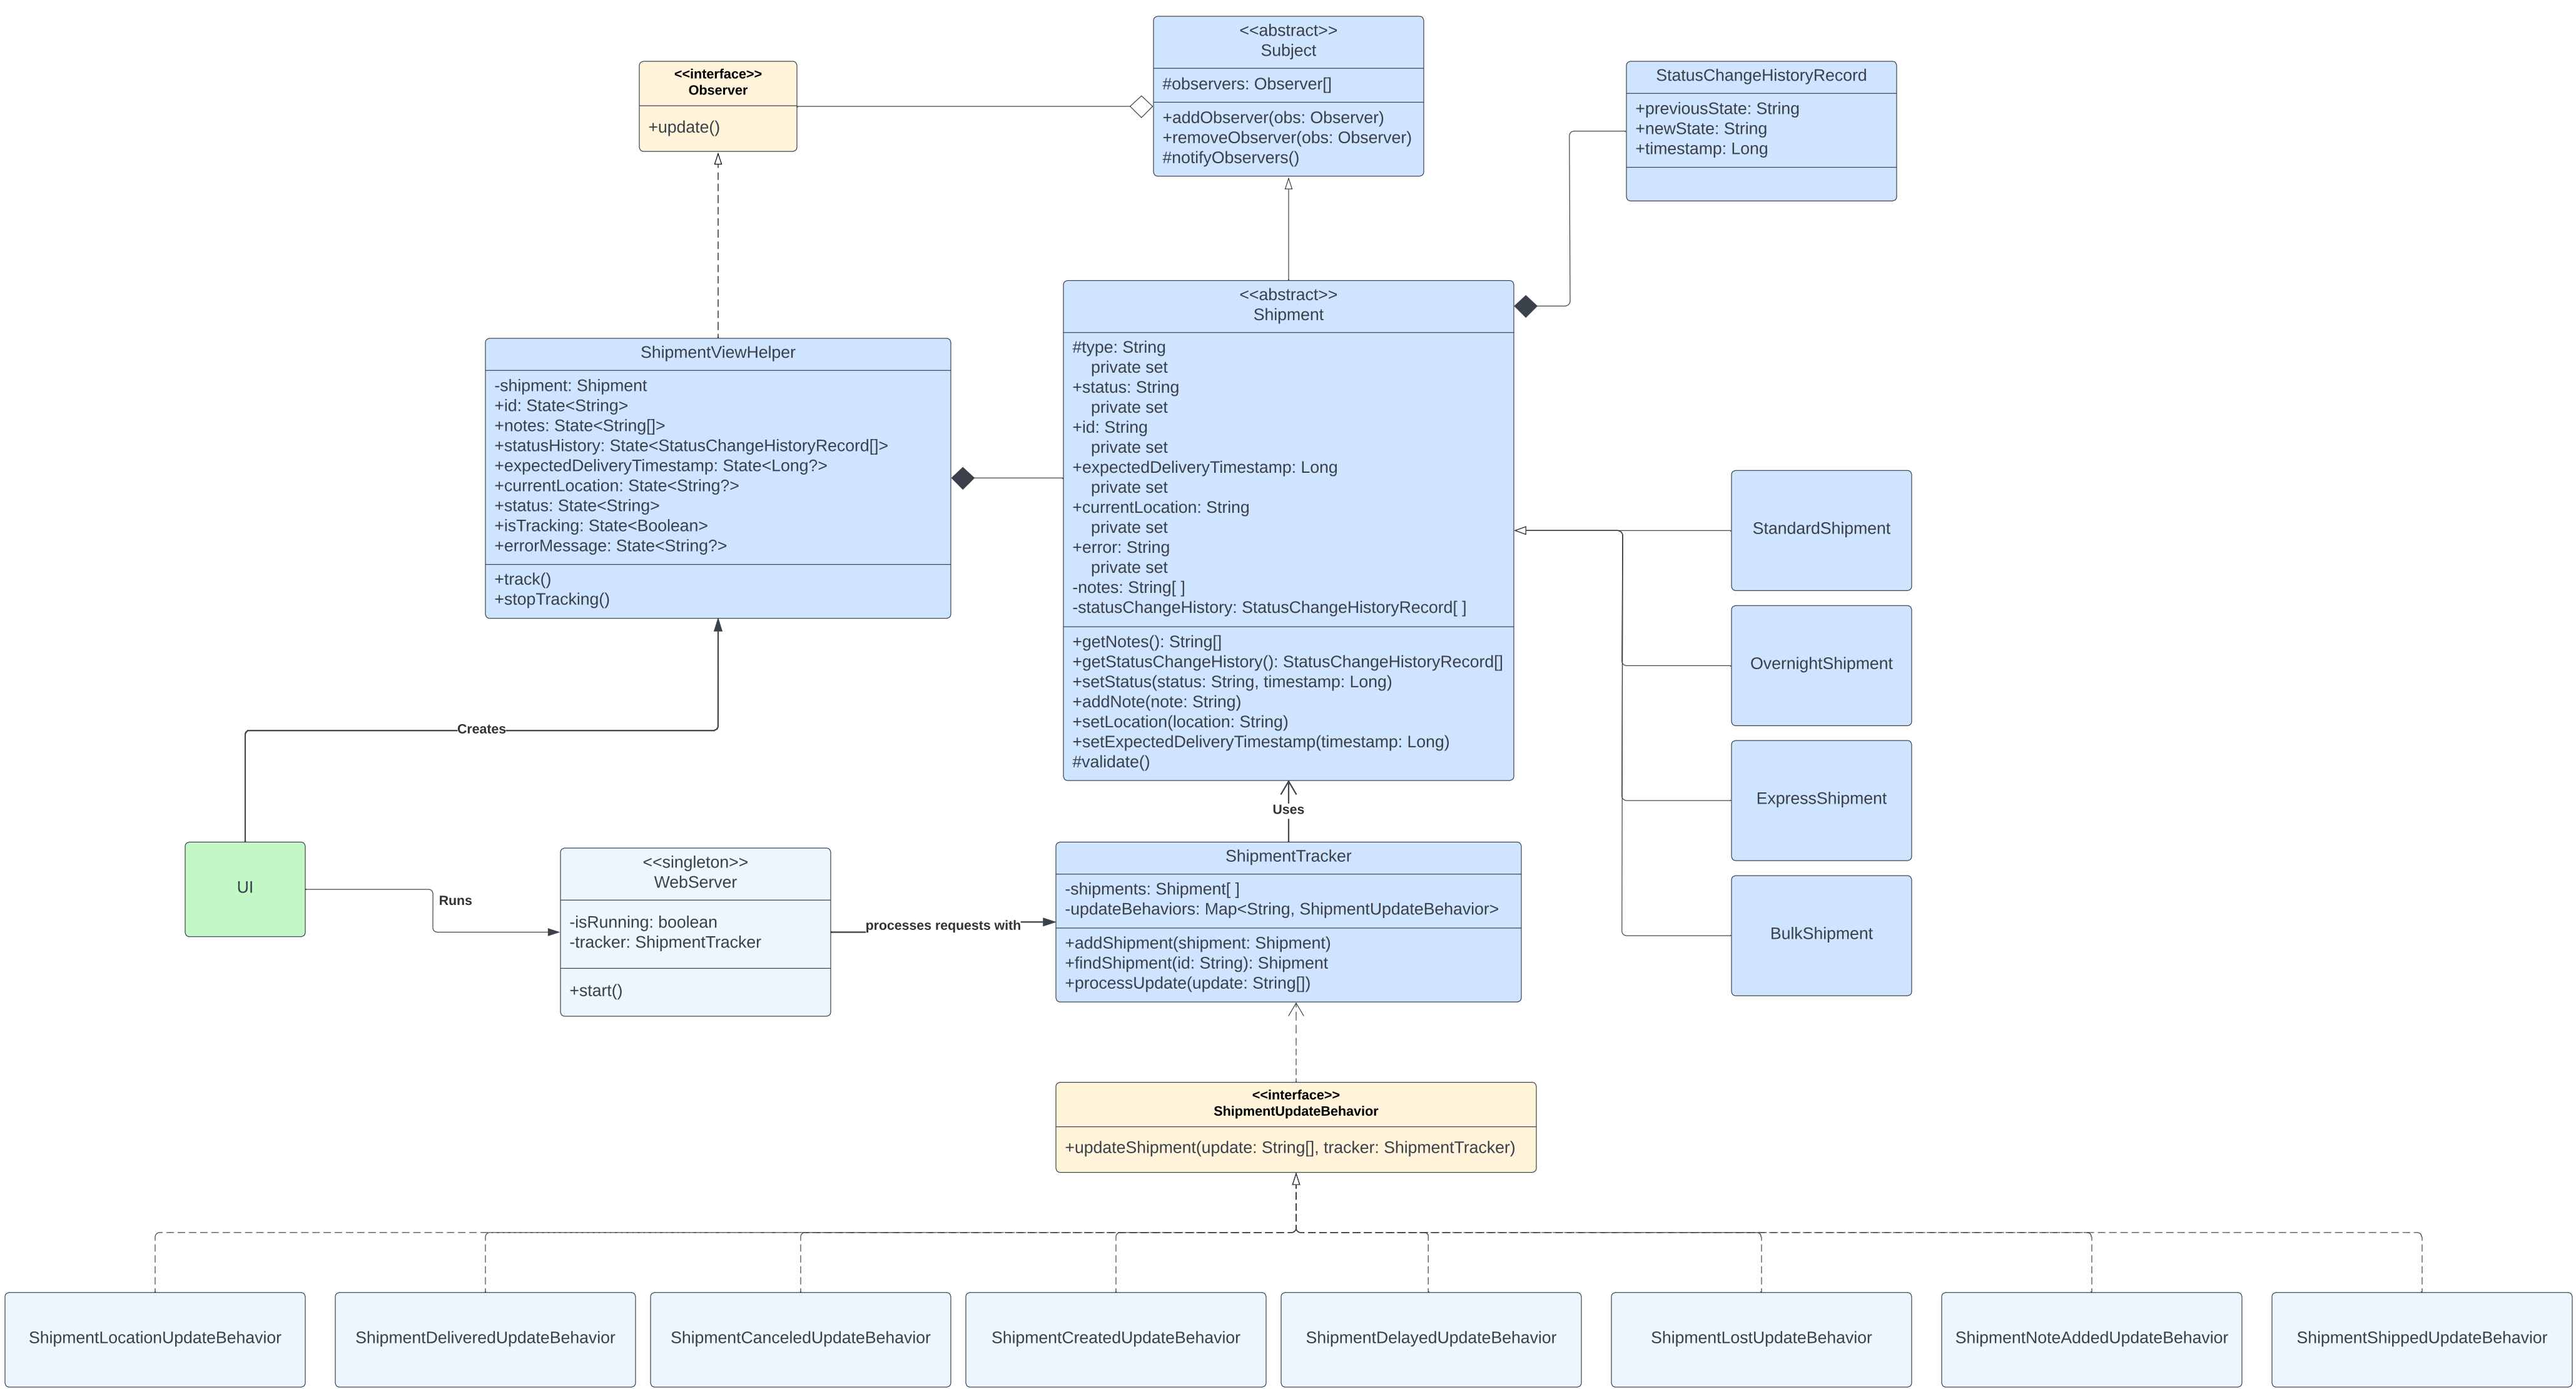 <<abstract>>
Subject
#observers: Observer[]
+addObserver(obs: Observer)
+removeObserver(obs: Observer)
#notifyObservers()
<<interface>>
Observer
+update()
StatusChangeHistoryRecord
+previousState: String
+newState: String
+timestamp: Long
<<abstract>>
Shipment
#type: String
private set
+status: String
private set
+id: String
private set
+expectedDeliveryTimestamp: Long
private set
+currentLocation: String
private set
+error: String
private set
-notes: String[ ]
-statusChangeHistory: StatusChangeHistoryRecord[ ]
+getNotes(): String[]
+getStatusChangeHistory(): StatusChangeHistoryRecord[]
+setStatus(status: String, timestamp: Long)
+addNote(note: String)
+setLocation(location: String)
+setExpectedDeliveryTimestamp(timestamp: Long)
#validate()
ShipmentViewHelper
-shipment: Shipment
+id: State<String>
+notes: State<String[]>
+statusHistory: State<StatusChangeHistoryRecord[]>
+expectedDeliveryTimestamp: State<Long?>
+currentLocation: State<String?>
+status: State<String>
+isTracking: State<Boolean>
+errorMessage: State<String?>
+track()
+stopTracking()
StandardShipment
OvernightShipment
ExpressShipment
BulkShipment
Creates
Uses
UI
Runs
<<singleton>>
WebServer
-isRunning: boolean
-tracker: ShipmentTracker
+start()
processes requests with
ShipmentTracker
-shipments: Shipment[ ]
-updateBehaviors: Map<String, ShipmentUpdateBehavior>
+addShipment(shipment: Shipment)
+findShipment(id: String): Shipment
+processUpdate(update: String[])
<<interface>>
ShipmentUpdateBehavior
+updateShipment(update: String[], tracker: ShipmentTracker)
ShipmentLocationUpdateBehavior
ShipmentDeliveredUpdateBehavior
ShipmentCanceledUpdateBehavior
ShipmentCreatedUpdateBehavior
ShipmentDelayedUpdateBehavior
ShipmentLostUpdateBehavior
ShipmentNoteAddedUpdateBehavior
ShipmentShippedUpdateBehavior